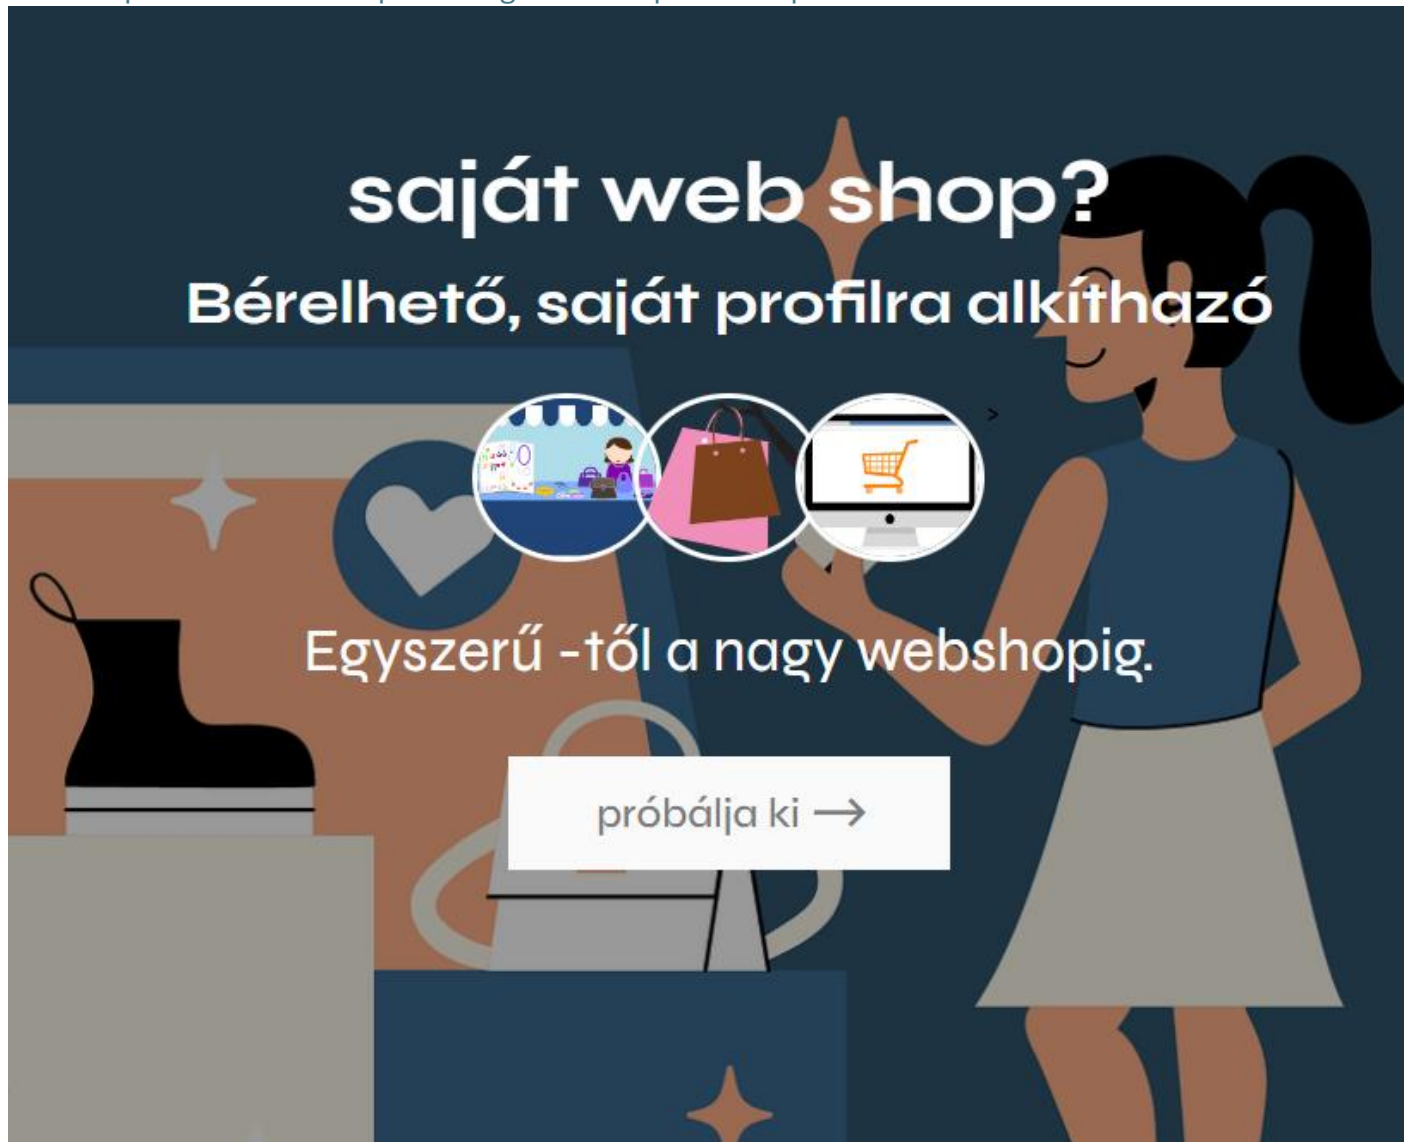 saját web shop?
Bérelhető, saját profilra alkíthazó
>
Egyszerű -től a nagy webshopig.
próbálja ki →